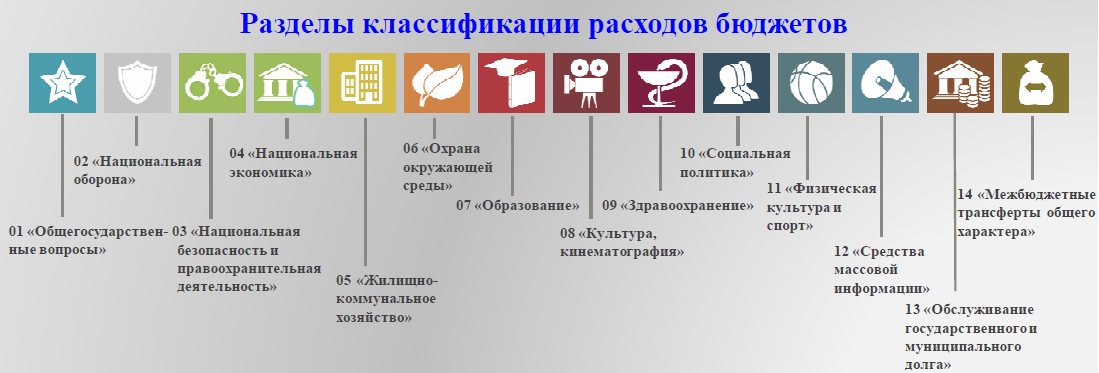 Разделы классификации расходов бюджетов
01 «Общегосударствен-
ные вопросы»
02 «Национальная
оборона»
03 «Национальная
безопасность и
правоохранительная
деятельность»
04 «Национальная
экономика»
05 «Жилищно-
коммунальное
хозяйство»
06 «Охрана
окружающей
среды»
07 «Образование»
08 «Культура,
кинематография»
09 «Здравоохранение»
10 «Социальная
политика»
11 «Физическая
культура и
спорт»
12 «Средства
массовой
информации»
13 «Обслуживание
государственного и
муниципального
долга»
14 «Межбюджетные
трансферты общего
характера»